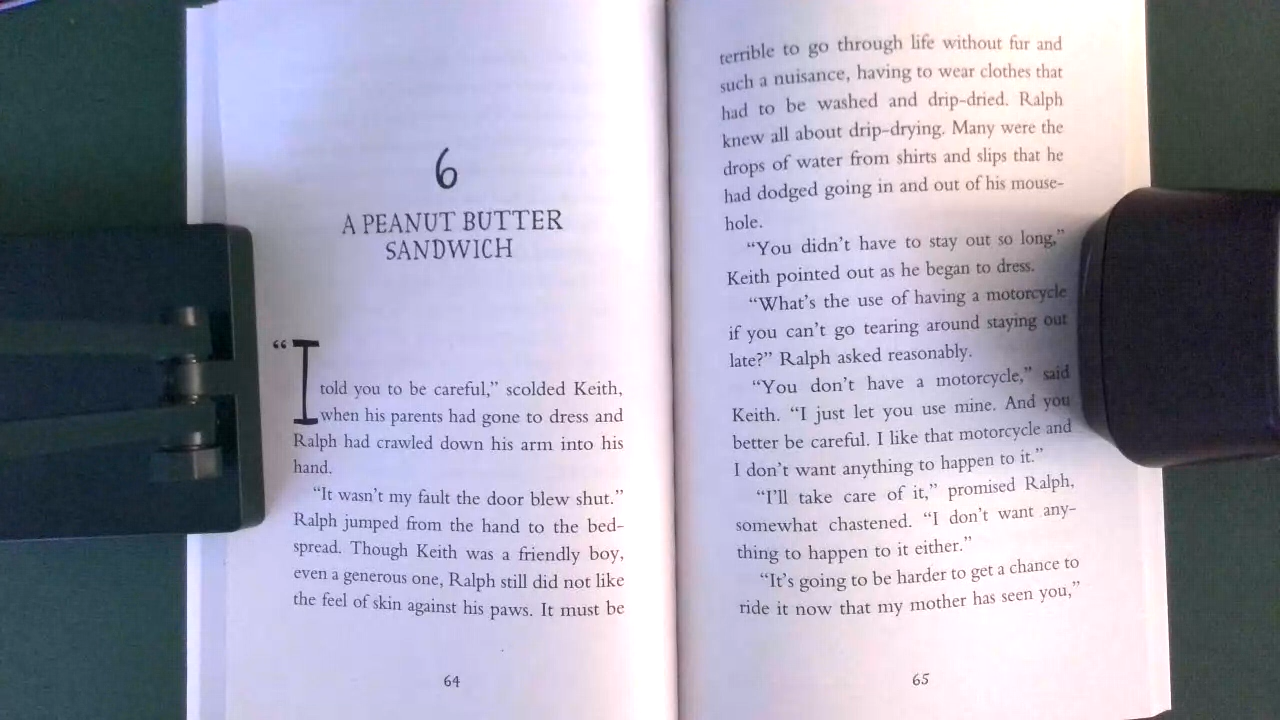 6
A PEANUT BUTTER
SANDWICH
“I told you to be careful,” scolded Keith,
when his parents had gone to dress and
Ralph had crawled down his arm into his
hand.
“It wasn’t my fault the door blew shut.”
Ralph jumped from the hand to the bed-
spread. Though Keith was a friendly boy,
even a generous one, Ralph still did not like
the feel of skin against his paws. It must be
64
terrible to go through life without fur and
such a nuisance, having to wear clothes that
had to be washed and drip-dried. Ralph
knew all about drip-drying. Many were the
drops of water from shirts and slips that he
had dodged going in and out of his mouse-
hole.
“You didn’t have to stay out so long,”
Keith pointed out as he began to dress.
“What’s the use of having a motorcycle
if you can’t go tearing around staying out
late?” Ralph asked reasonably.
“You don’t have a motorcycle,” said
Keith. “I just let you use mine. And you
better be careful. I like that motorcycle and
I don’t want anything to happen to it.”
“I’ll take care of it,” promised Ralph,
somewhat chastened. “I don’t want any-
thing to happen to it either.”
“It’s going to be harder to get a chance to
ride it now that my mother has seen you,”
65